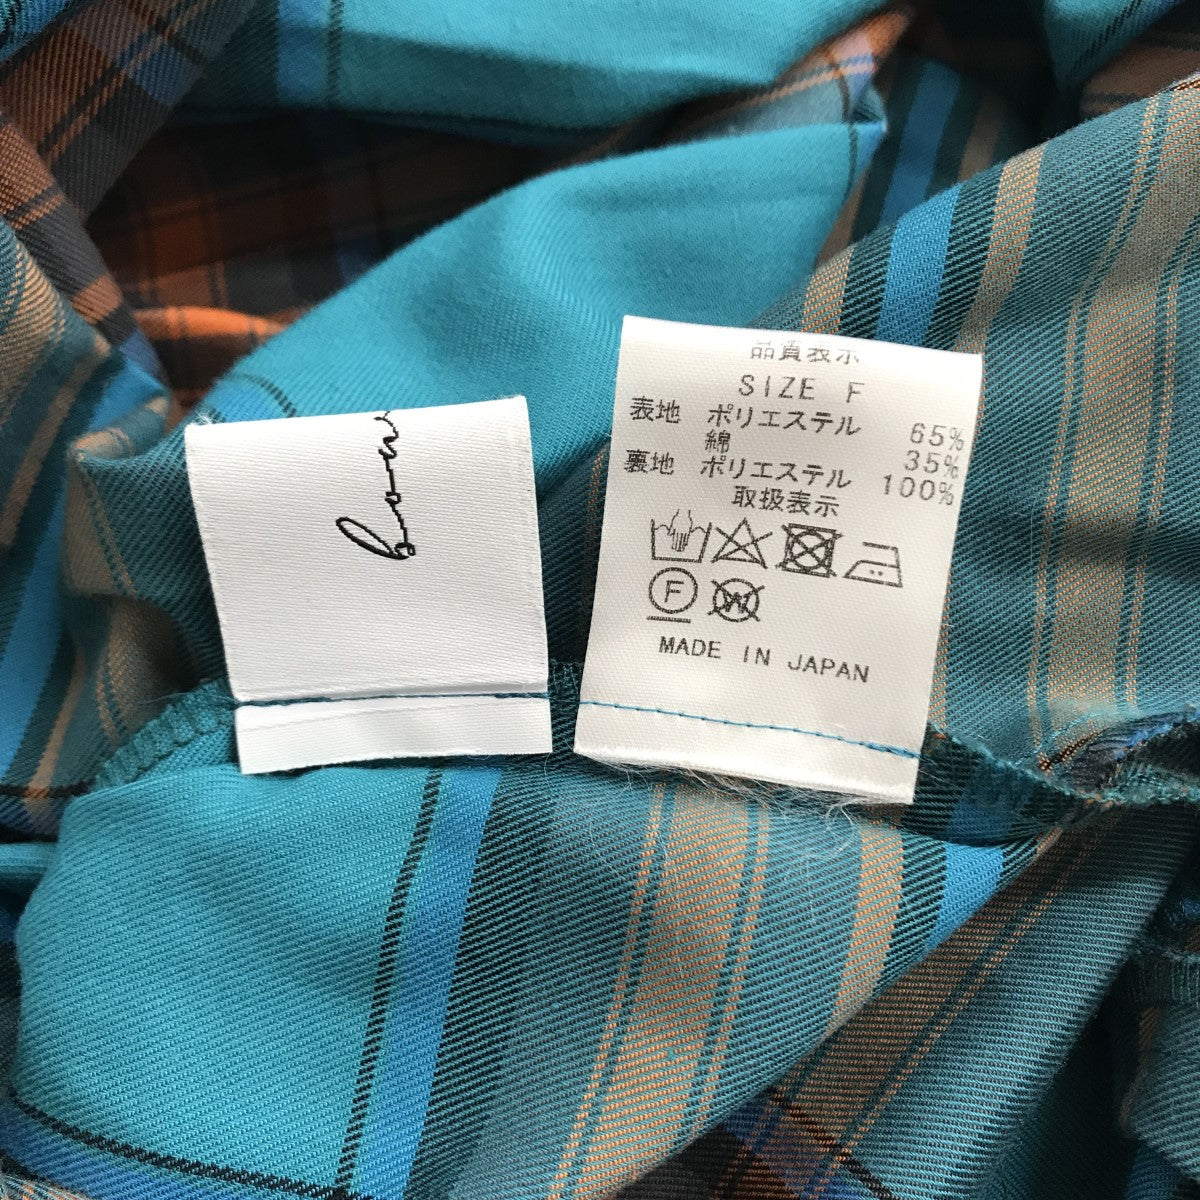 品質表示
SIZE F
表地 ポリエステル 65%
綿 35%
裏地 ポリエステル 100%
取扱表示
F
W
MADE IN JAPAN